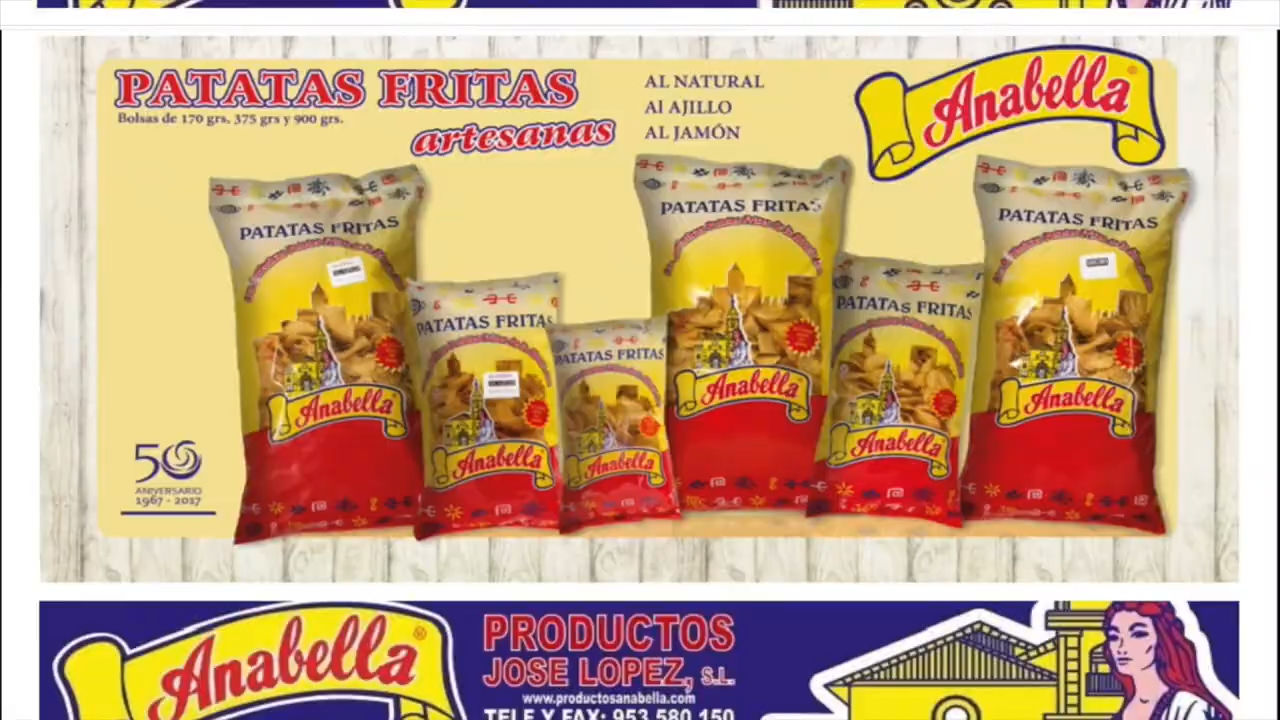 PATATAS FRITAS
Bolsas de 170 grs, 375 grs y 900 grs.
artesanas
AL NATURAL
Al AJILLO
AL JAMÓN
Anabella®
PATATAS FRITAS
Anabella
PATATAS FRITAS
Anabella
PATATAS FRITAS
Anabella
PATATAS FRITAS
Anabella
PATATAS FRITAS
Anabella
PATATAS FRITAS
Anabella
50
ANIVERSARIO
1967 - 2017
Anabella®
PRODUCTOS
JOSE LOPEZ, S.L.
www.productosanabella.com
TELF Y FAX: 953 580 150